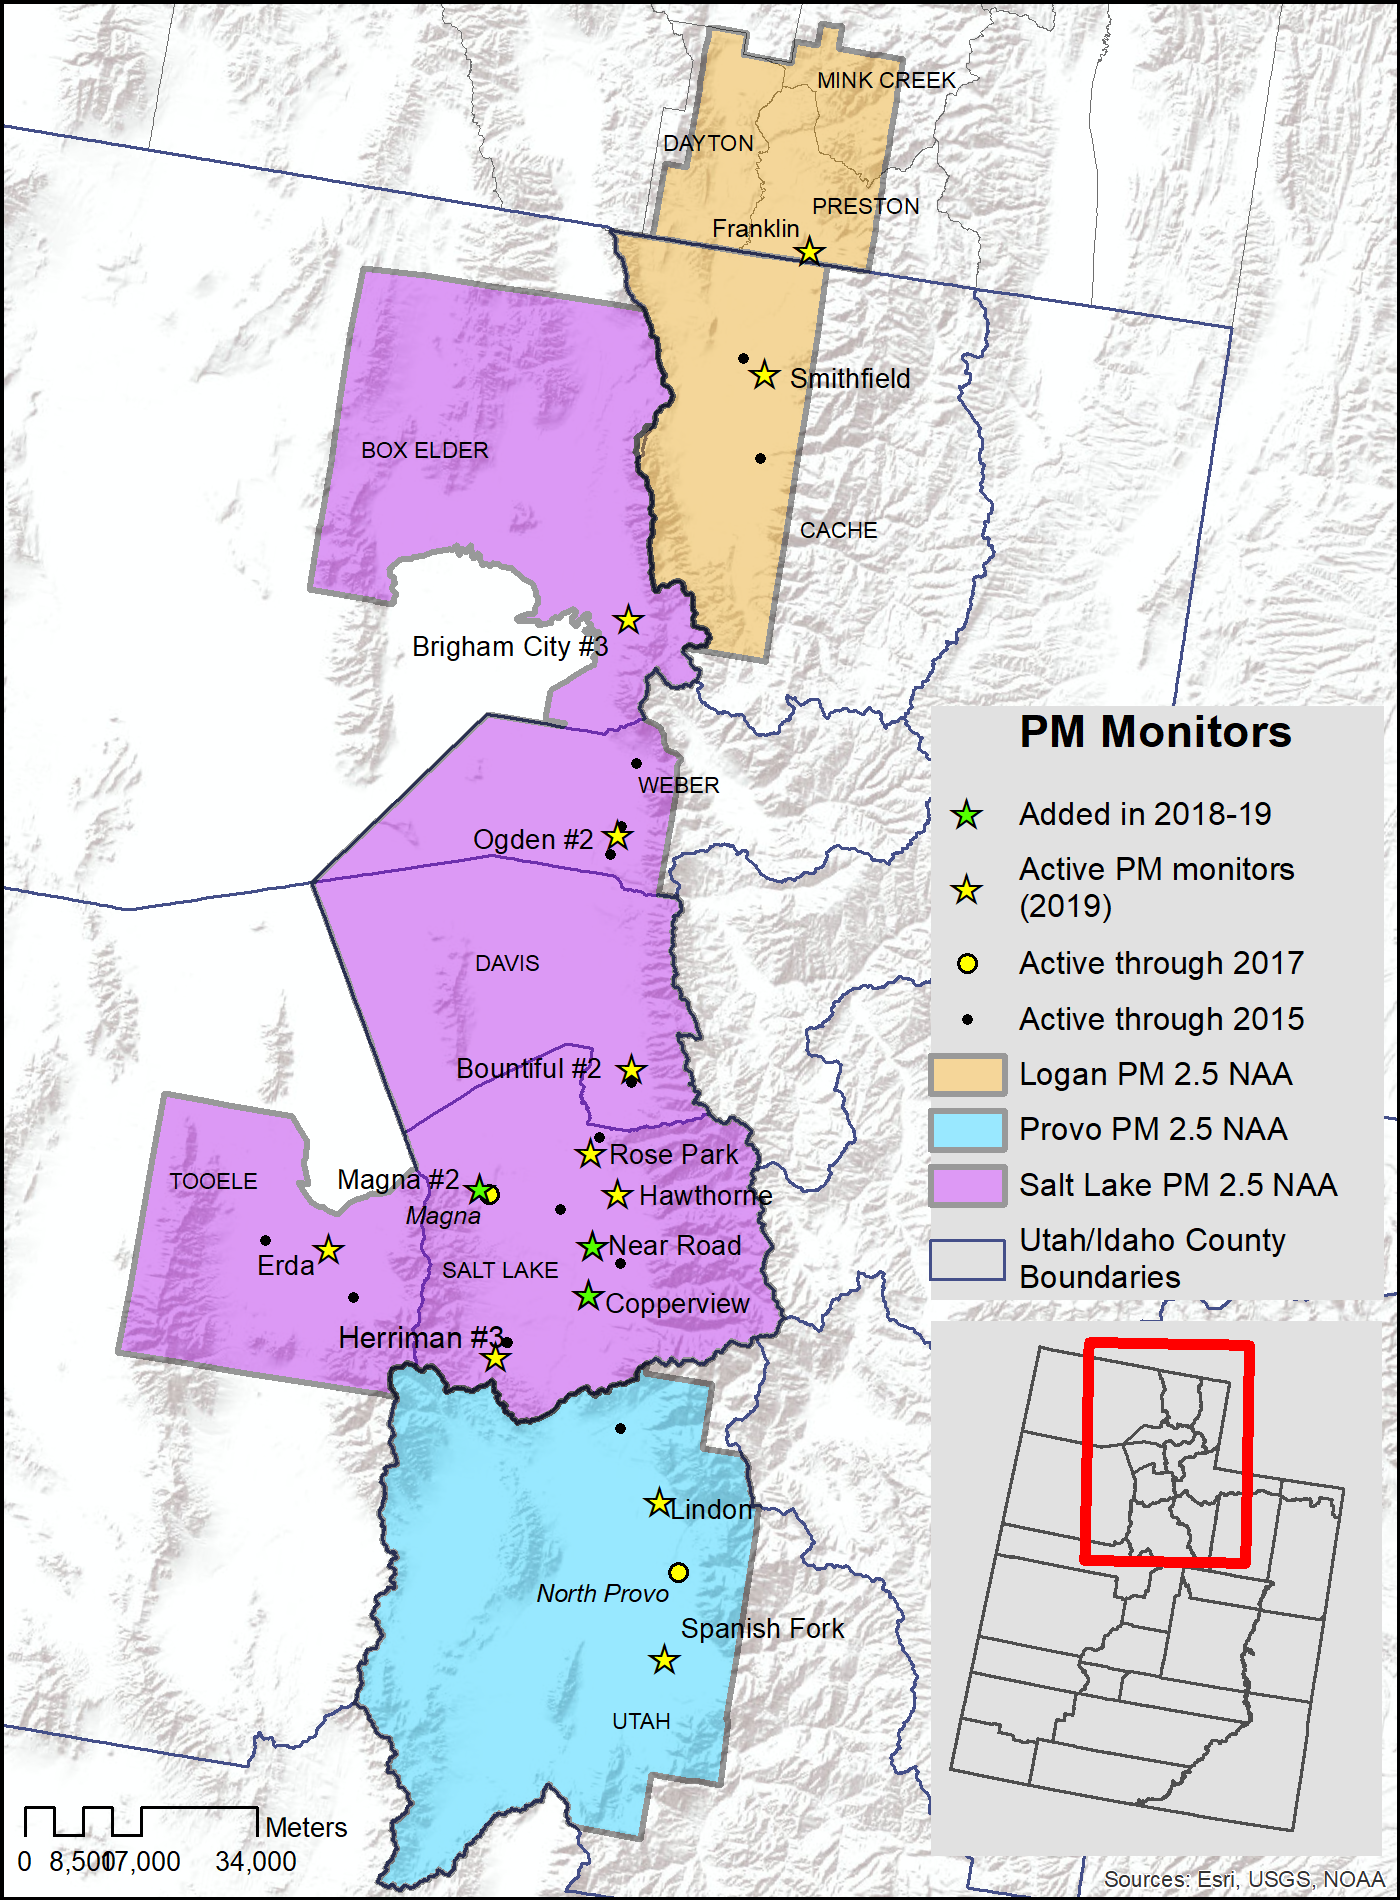 MINK CREEK
DAYTON
PRESTON
Franklin
Smithfield
BOX ELDER
CACHE
Brigham City #3
PM Monitors
Added in 2018-19
Active PM monitors
(2019)
Active through 2017
Active through 2015
Logan PM 2.5 NAA
Provo PM 2.5 NAA
Salt Lake PM 2.5 NAA
Utah/Idaho County
Boundaries
WEBER
Ogden #2
DAVIS
Bountiful #2
Rose Park
TOOELE
Magna #2
Hawthorne
Magna
Near Road
Erda
SALT LAKE
Copperview
Herriman #3
Lindon
North Provo
Spanish Fork
UTAH
Meters
0 8,500 17,000 34,000
Sources: Esri, USGS, NOAA